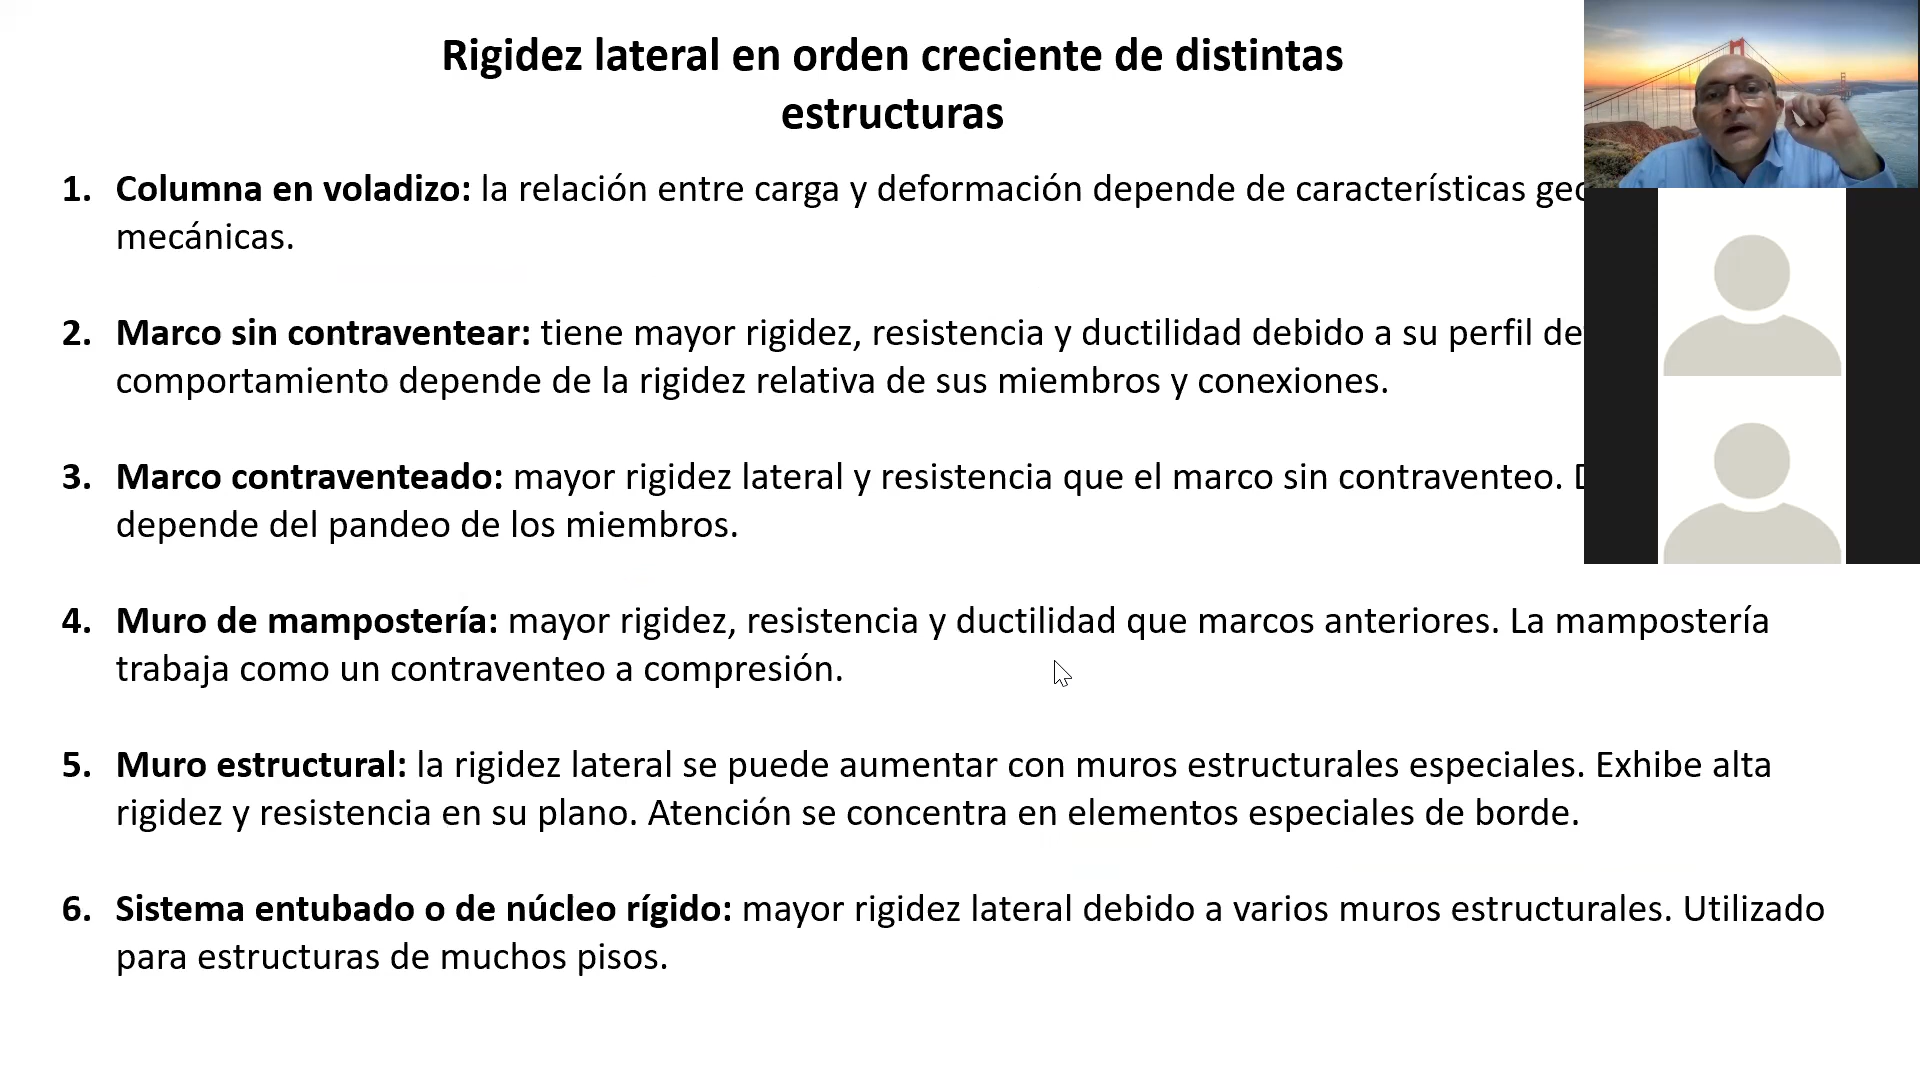 Rigidez lateral en orden creciente de distintas
estructuras
1. Columna en voladizo: la relación entre carga y deformación depende de características
mecánicas.
2. Marco sin contraventear: tiene mayor rigidez, resistencia y ductilidad debido a su perfil
comportamiento depende de la rigidez relativa de sus miembros y conexiones.
3. Marco contraventeado: mayor rigidez lateral y resistencia que el marco sin contraventeo.
depende del pandeo de los miembros.
4. Muro de mampostería: mayor rigidez, resistencia y ductilidad que marcos anteriores. La mampostería
trabaja como un contraventeo a compresión.
5. Muro estructural: la rigidez lateral se puede aumentar con muros estructurales especiales. Exhibe alta
rigidez y resistencia en su plano. Atención se concentra en elementos especiales de borde.
6. Sistema entubado o de núcleo rígido: mayor rigidez lateral debido a varios muros estructurales. Utilizado
para estructuras de muchos pisos.